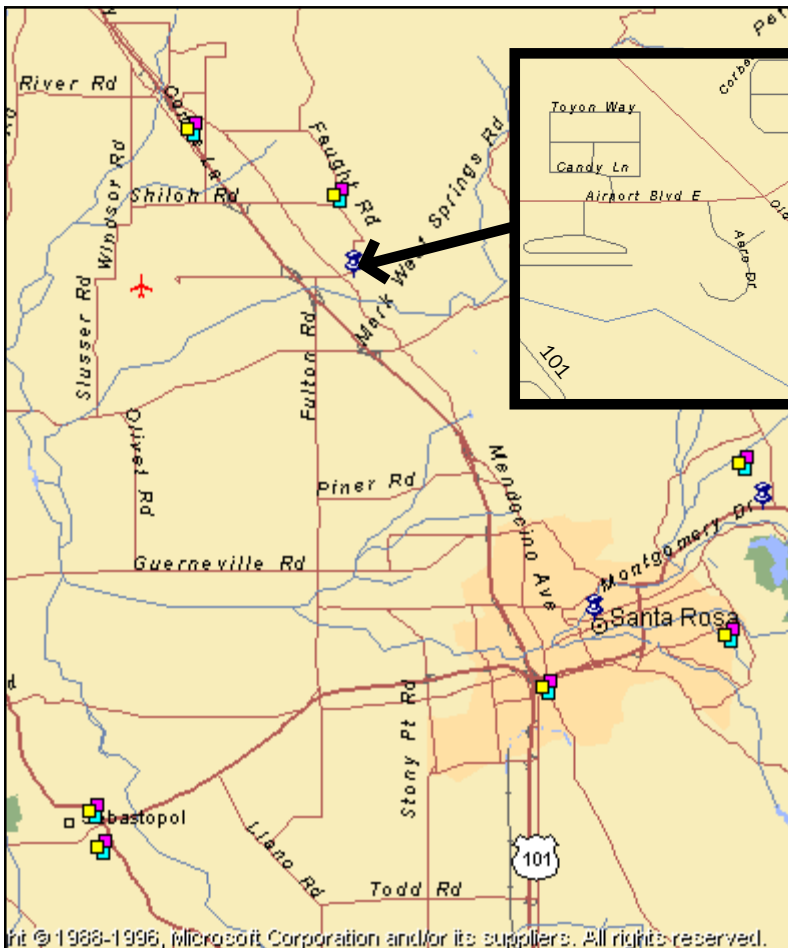 River Rd
Windsor Rd
Shiloh Rd
Faught Rd
Mark West Springs Rd
Toyon Way
Candy Ln
Airport Blvd E
Aero Dr
101
Slusser Rd
Fulton Rd
Olivet Rd
Piner Rd
Mendocino Ave
Guerneville Rd
Montgomery Dr
Santa Rosa
Stony Pt Rd
Sebastopol
Llano Rd
Todd Rd
101
nt © 1988-1996, Microsoft Corporation and/or its suppliers. All rights reserved.